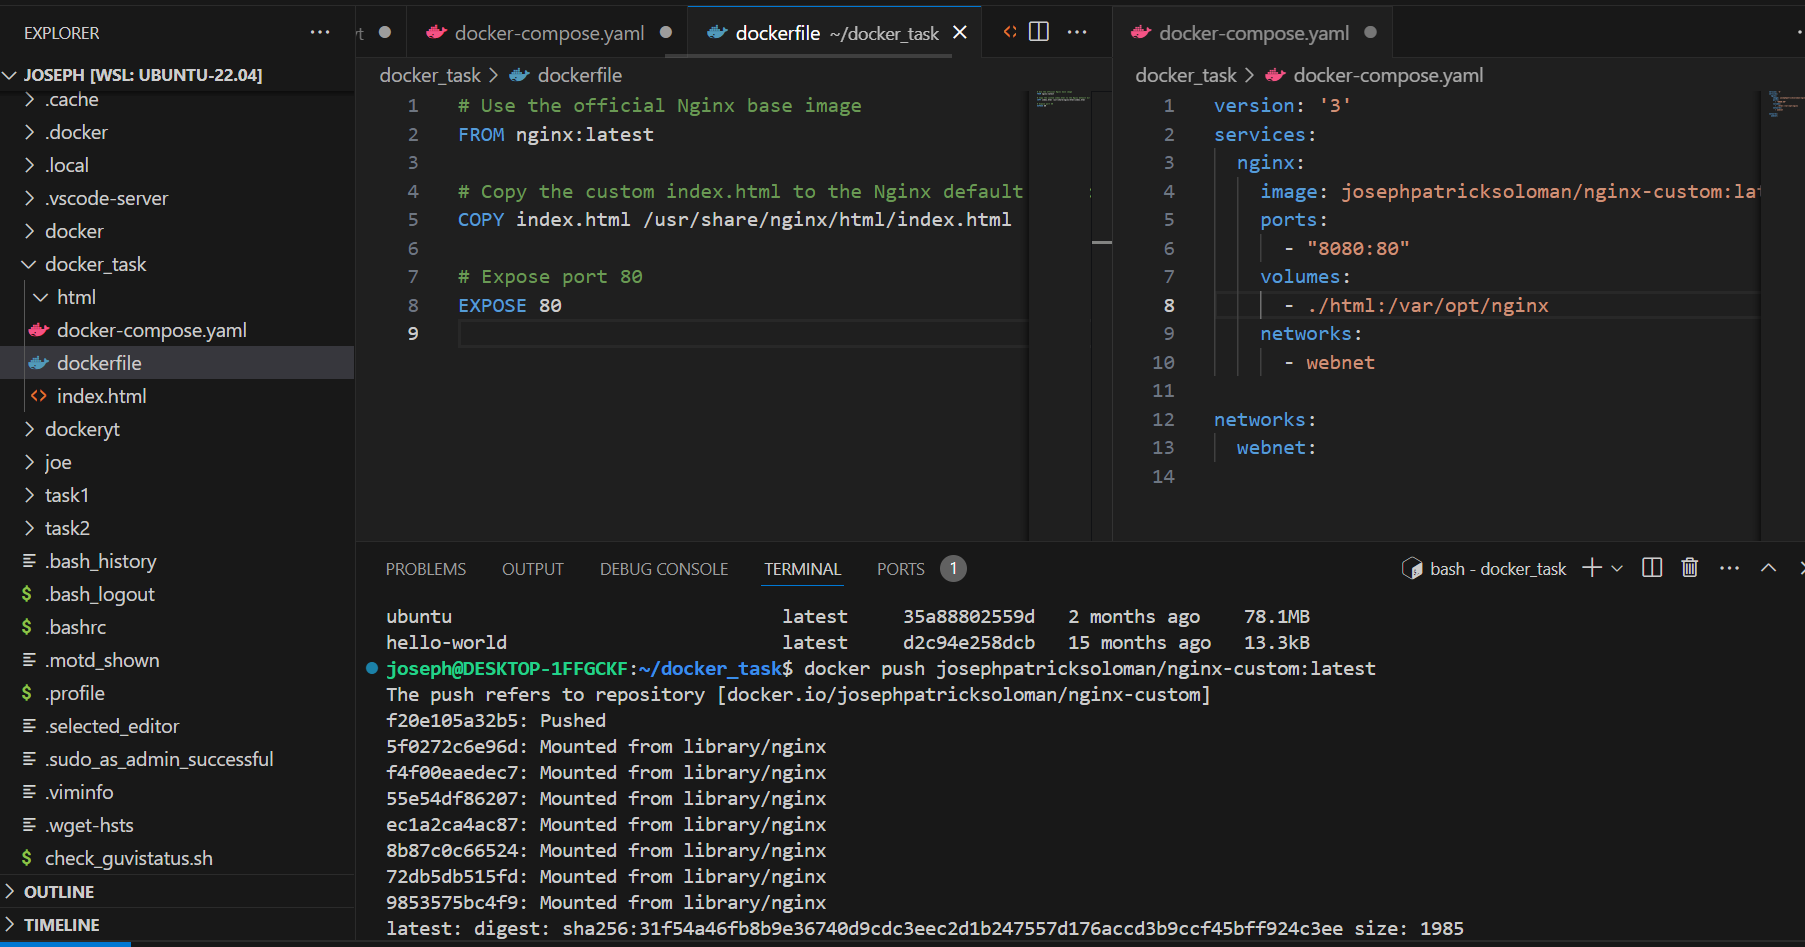 EXPLORER
JOSEPH [WSL: UBUNTU-22.04]
.cache
.docker
.local
.vscode-server
docker
docker_task
html
docker-compose.yaml
dockerfile
index.html
dockeryt
joe
task1
task2
.bash_history
.bash_logout
.bashrc
.motd_shown
.profile
.selected_editor
.sudo_as_admin_successful
.viminfo
.wget-hsts
check_guvistatus.sh
OUTLINE
TIMELINE
docker-compose.yaml
dockerfile ~/docker_task
docker_task > dockerfile
1 # Use the official Nginx base image
2 FROM nginx:latest
3
4 # Copy the custom index.html to the Nginx default
5 COPY index.html /usr/share/nginx/html/index.html
6
7 # Expose port 80
8 EXPOSE 80
9
docker-compose.yaml
docker_task > docker-compose.yaml
1 version: '3'
2 services:
3 nginx:
4 image: josephpatricksoloman/nginx-custom:la
5 ports:
6 - "8080:80"
7 volumes:
8 - ./html:/var/opt/nginx
9 networks:
10 - webnet
11
12 networks:
13 webnet:
14
PROBLEMS OUTPUT DEBUG CONSOLE TERMINAL PORTS 1
bash - docker_task
ubuntu latest 35a88802559d 2 months ago 78.1MB
hello-world latest d2c94e258dcb 15 months ago 13.3kB
joseph@DESKTOP-1FFGCKF:~/docker_task$ docker push josephpatricksoloman/nginx-custom:latest
The push refers to repository [docker.io/josephpatricksoloman/nginx-custom]
f20e105a32b5: Pushed
5f0272c6e96d: Mounted from library/nginx
f4f00eaedec7: Mounted from library/nginx
55e54df86207: Mounted from library/nginx
ec1a2ca4ac87: Mounted from library/nginx
8b87c0c66524: Mounted from library/nginx
72db5db515fd: Mounted from library/nginx
9853575bc4f9: Mounted from library/nginx
latest: digest: sha256:31f54a46fb8b9e36740d9cdc3eec2d1b247557d176accd3b9ccf45bff924c3ee size: 1985